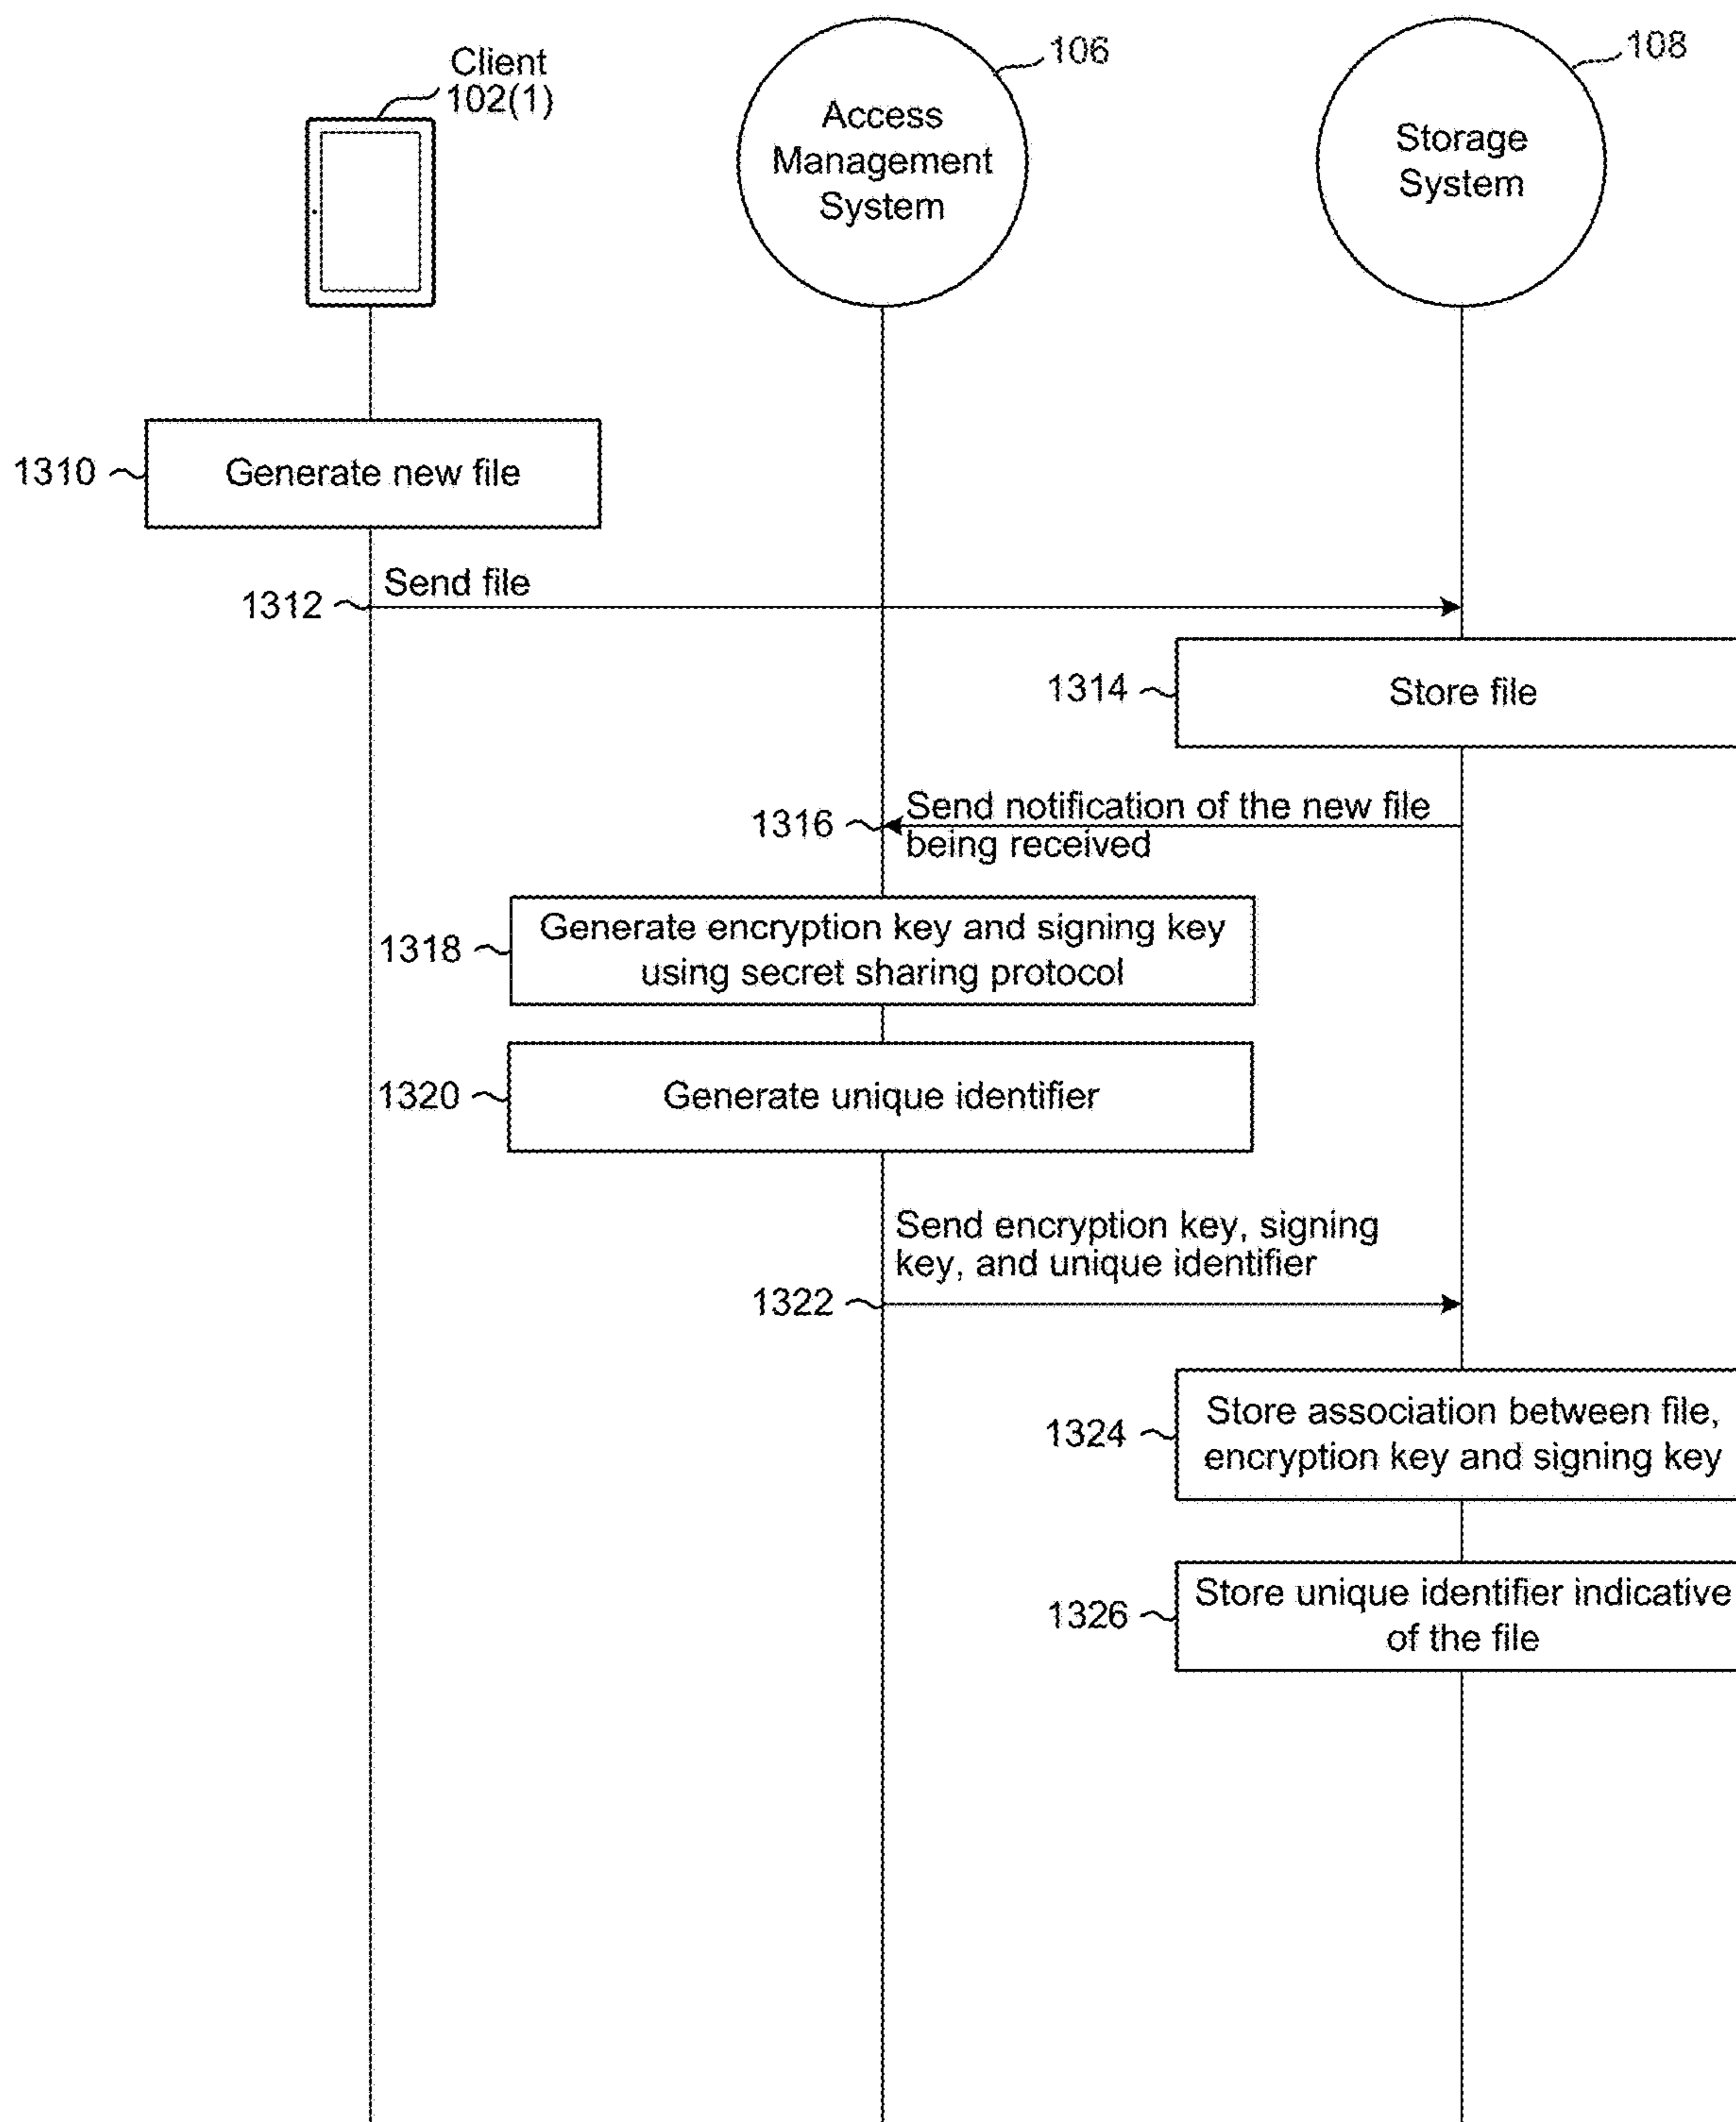 Client
102(1)
106
108
Access
Management
System
Storage
System
1310
Generate new file
Send file
1312
1314
Store file
Send notification of the new file
1316
being received
Generate encryption key and signing key
1318
using secret sharing protocol
1320
Generate unique identifier
Send encryption key, signing
key, and unique identifier
1322
Store association between file,
1324
encryption key and signing key
Store unique identifier indicative
1326
of the file